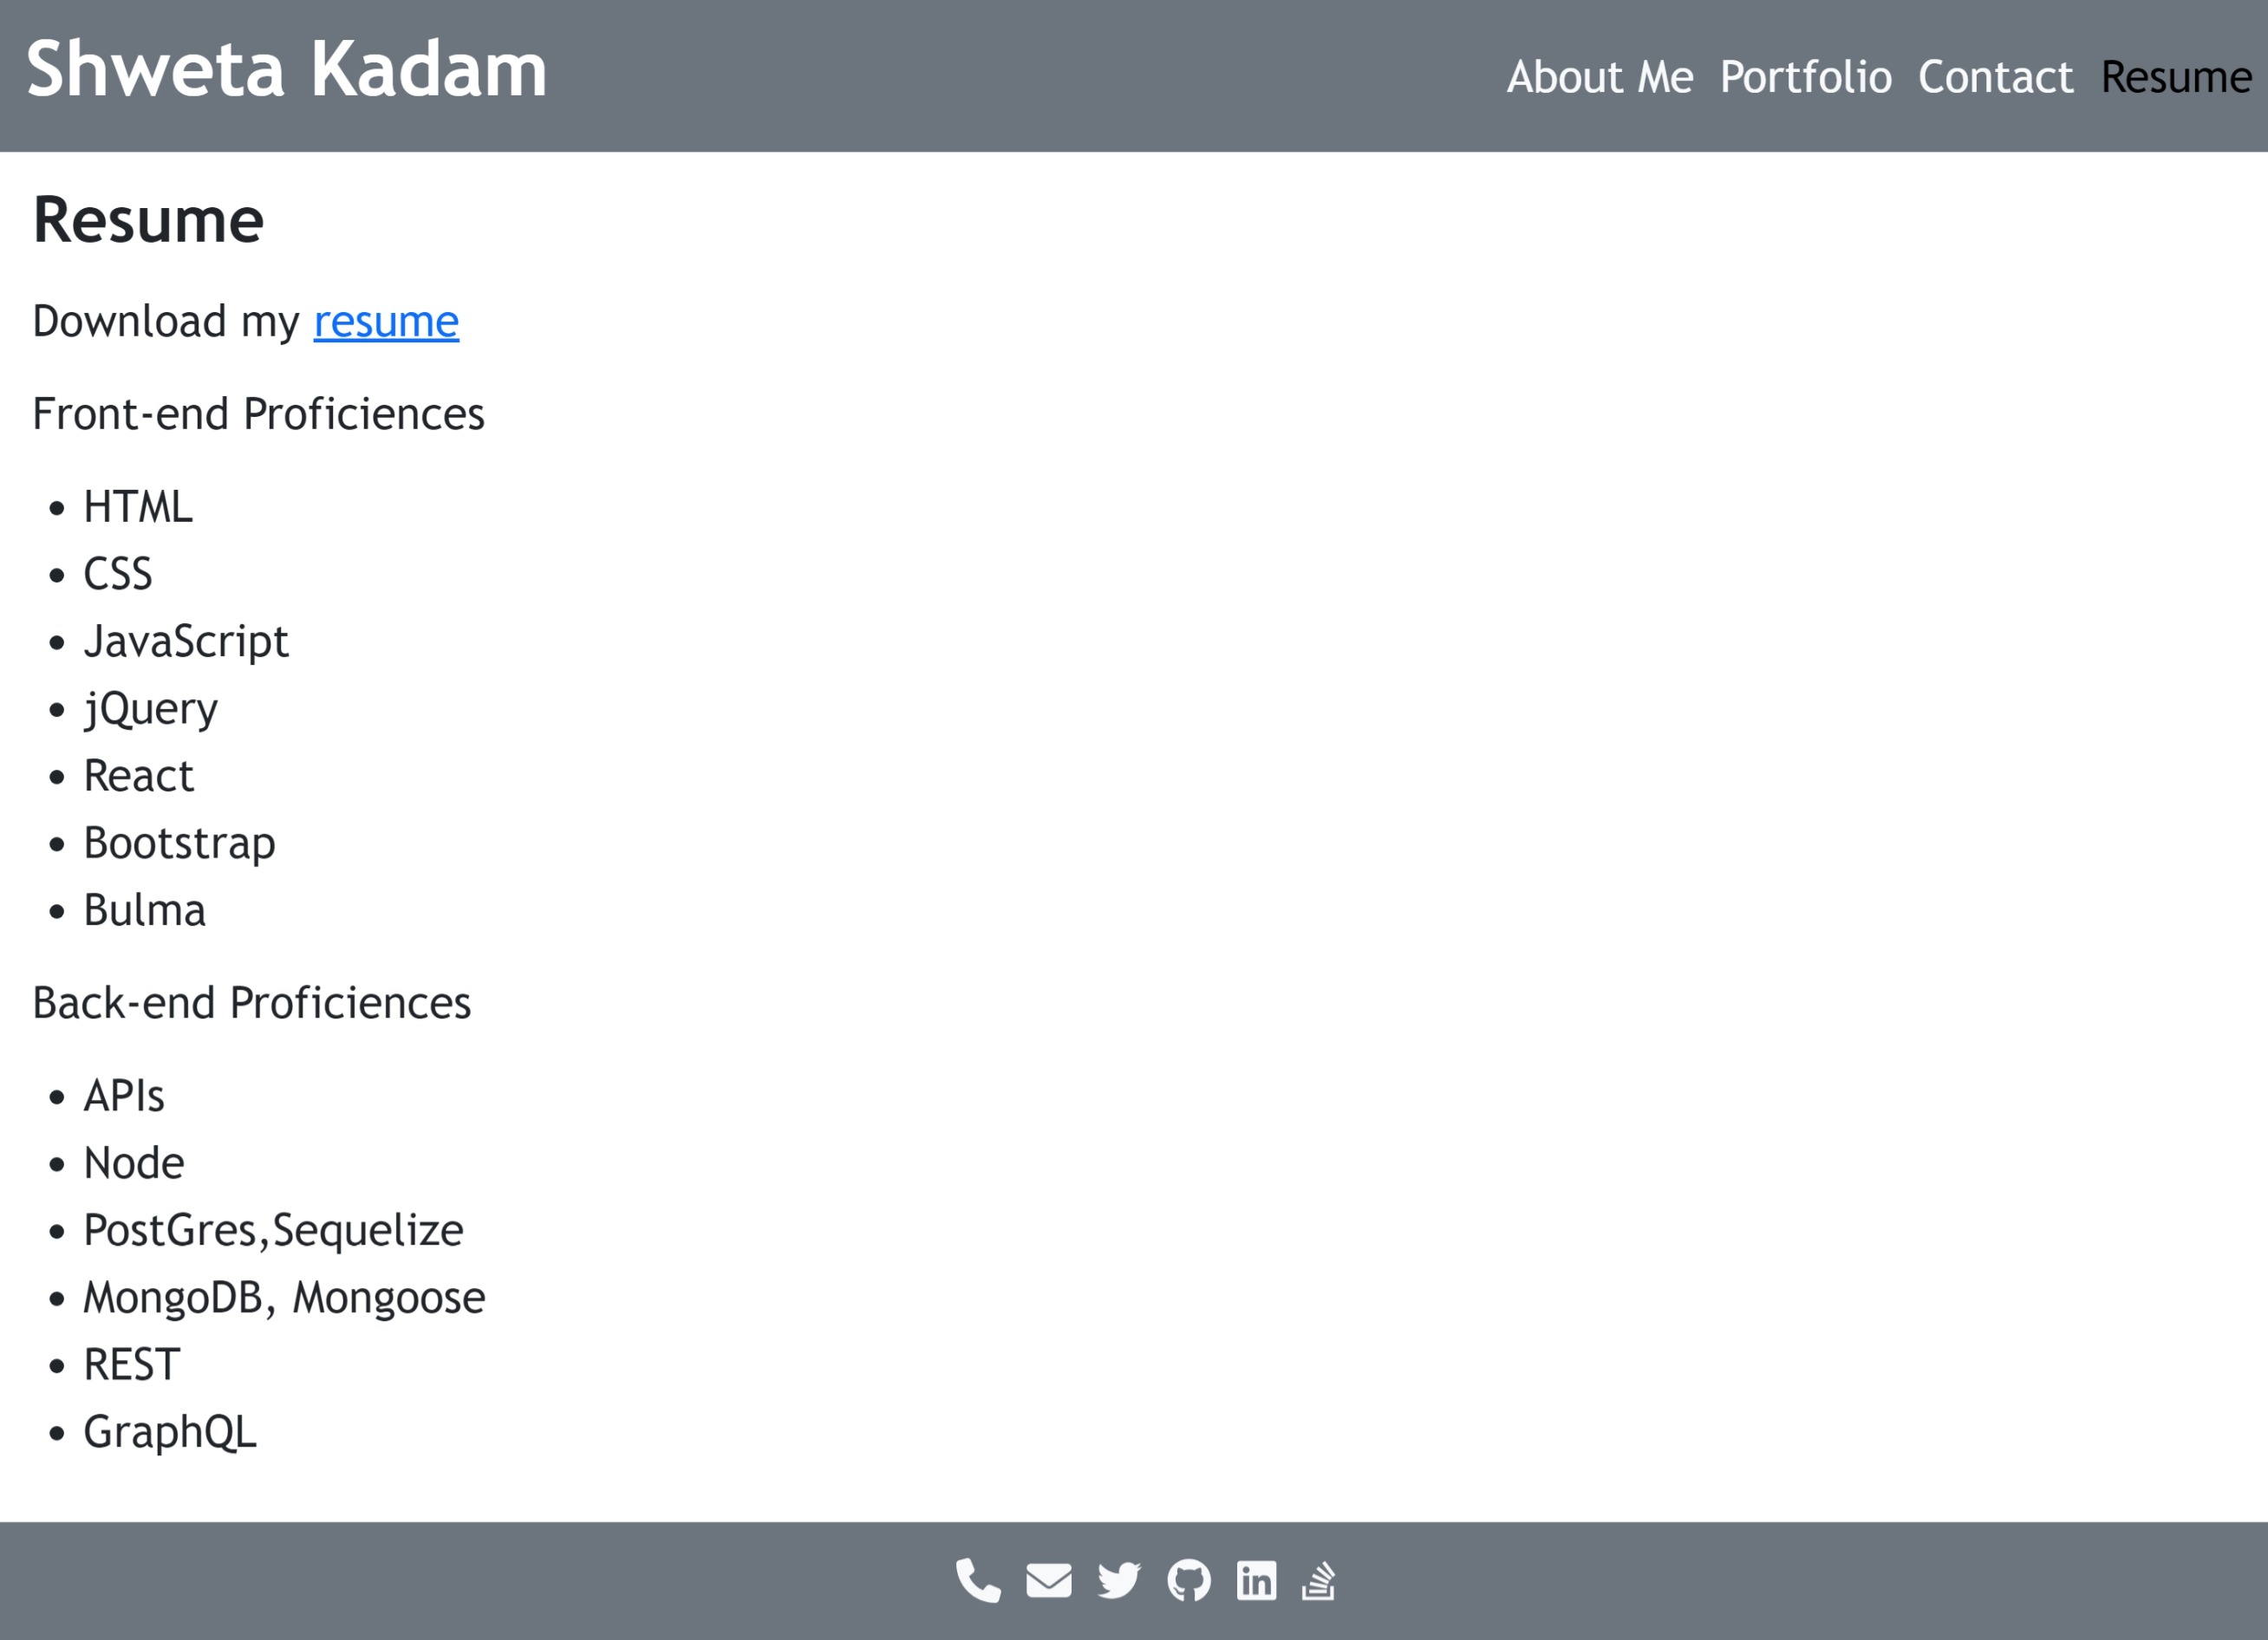 Shweta Kadam
About Me Portfolio Contact Resume
Resume
Download my resume
Front-end Proficiences
• HTML
• CSS
• JavaScript
• jQuery
• React
• Bootstrap
• Bulma
Back-end Proficiences
• APIs
• Node
• PostGres,Sequelize
• MongoDB, Mongoose
• REST
• GraphQL
in